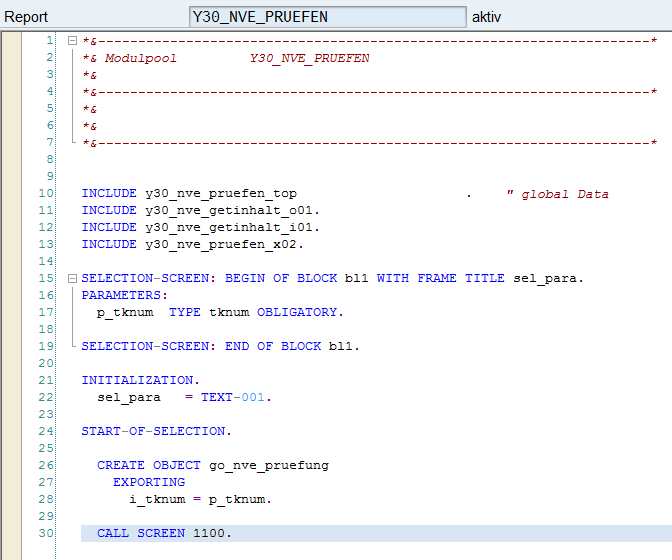 Report Y30_NVE_PRUEFEN aktiv
1 *&---------------------------------------------------------------------*
2 *& Modulpool         Y30_NVE_PRUEFEN
3 *&
4 *&---------------------------------------------------------------------*
5 *&
6 *&
7 *&---------------------------------------------------------------------*
8
9
10 INCLUDE y30_nve_pruefen_top                     .    " global Data
11 INCLUDE y30_nve_getinhalt_o01.
12 INCLUDE y30_nve_getinhalt_i01.
13 INCLUDE y30_nve_pruefen_x02.
14
15 SELECTION-SCREEN: BEGIN OF BLOCK bl1 WITH FRAME TITLE sel_para.
16 PARAMETERS:
17   p_tknum  TYPE tknum OBLIGATORY.
18
19 SELECTION-SCREEN: END OF BLOCK bl1.
20
21 INITIALIZATION.
22   sel_para   = TEXT-001.
23
24 START-OF-SELECTION.
25
26   CREATE OBJECT go_nve_pruefung
27     EXPORTING
28       i_tknum = p_tknum.
29
30   CALL SCREEN 1100.